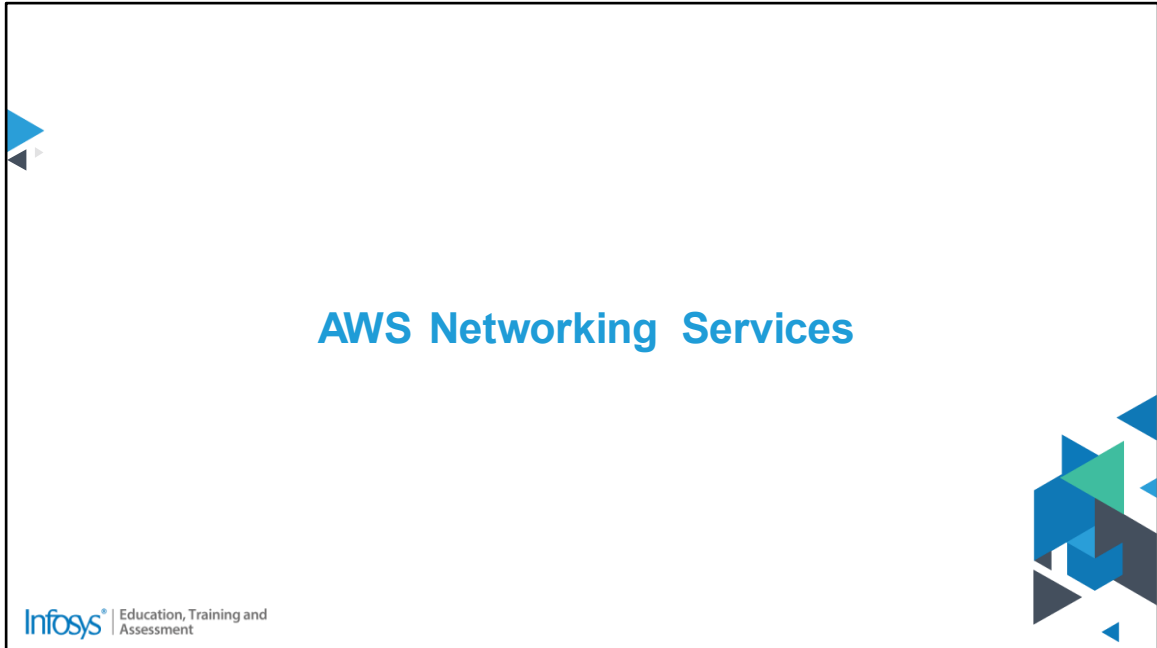 AWS Networking Services
Infosys® | Education, Training and
Assessment